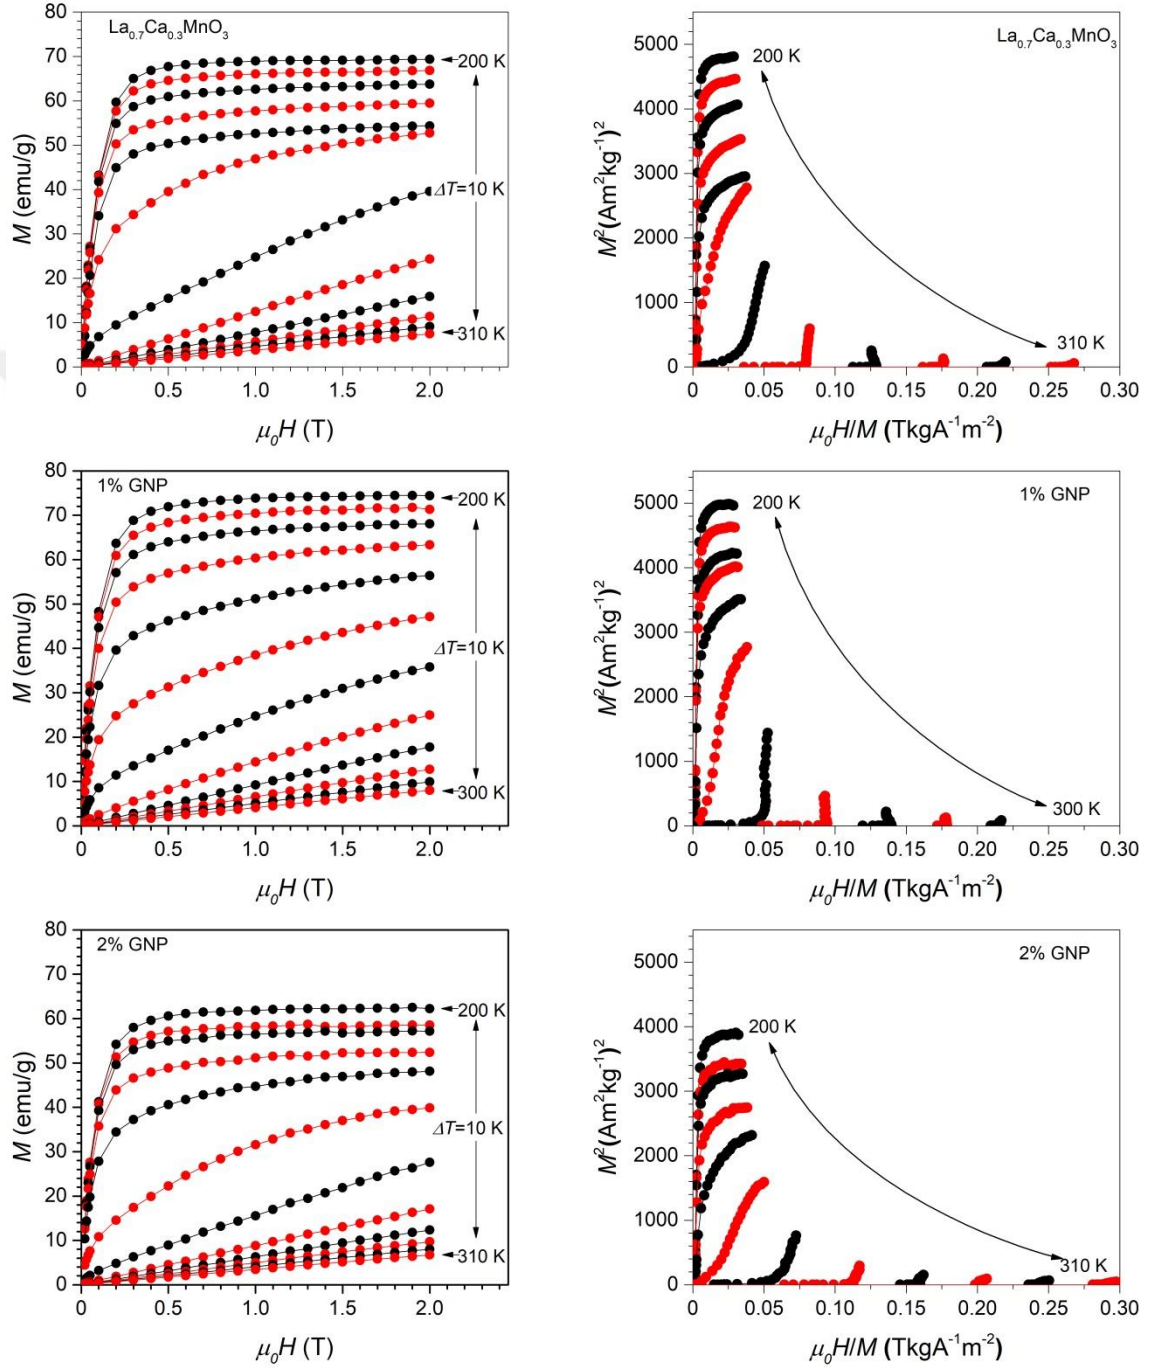 La₀.₇Ca₀.₃MnO₃
M (emu/g)
80
70
60
50
40
30
20
10
0
200 K
ΔT=10 K
310 K
0 0.5 1.0 1.5 2.0
μ₀H (T)
La₀.₇Ca₀.₃MnO₃
M²(Am²kg⁻¹)²
5000
4000
3000
2000
1000
0
200 K
310 K
0 0.05 0.10 0.15 0.20 0.25 0.30
μ₀H/M (TkgA⁻¹m⁻²)
1% GNP
M (emu/g)
80
70
60
50
40
30
20
10
0
200 K
ΔT=10 K
300 K
0 0.5 1.0 1.5 2.0
μ₀H (T)
1% GNP
M²(Am²kg⁻¹)²
5000
4000
3000
2000
1000
0
200 K
300 K
0 0.05 0.10 0.15 0.20 0.25 0.30
μ₀H/M (TkgA⁻¹m⁻²)
2% GNP
M (emu/g)
80
70
60
50
40
30
20
10
0
200 K
ΔT=10 K
310 K
0 0.5 1.0 1.5 2.0
μ₀H (T)
2% GNP
M²(Am²kg⁻¹)²
5000
4000
3000
2000
1000
0
200 K
310 K
0 0.05 0.10 0.15 0.20 0.25 0.30
μ₀H/M (TkgA⁻¹m⁻²)